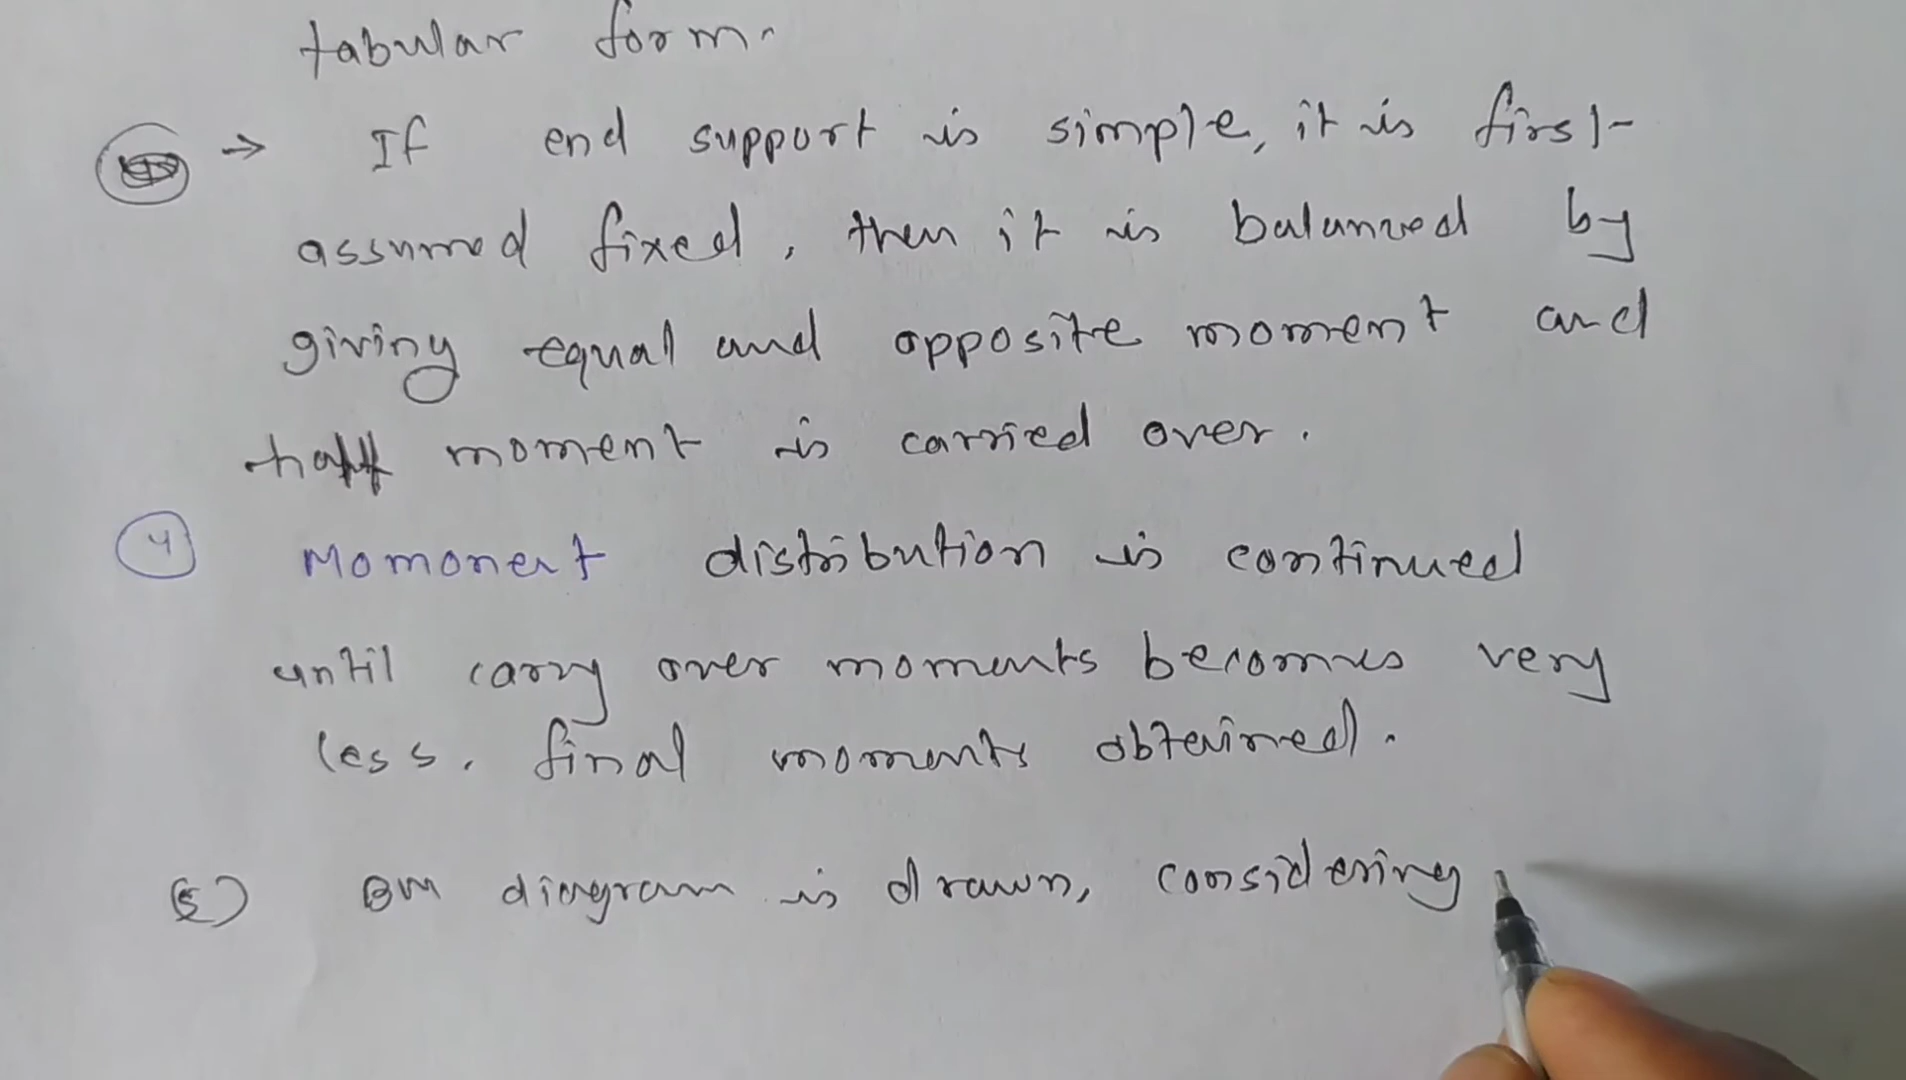 tabular form.
→ If end support is simple, it is first
assumed fixed, then it is balanced by
giving equal and opposite moment and
half moment is carried over.
4 Momonent distribution is continued
until carry over moments becomes very
less. final moments obtained.
5) BM diagram is drawn, considering